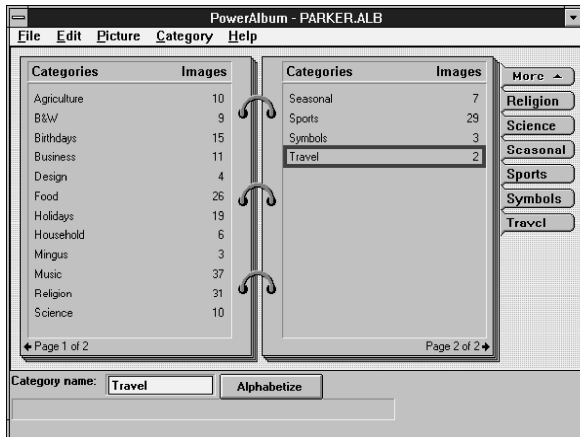 PowerAlbum - PARKER.ALB
File Edit Picture Category Help
Categories Images
Agriculture 10
B&W 9
Birthdays 15
Business 11
Design 4
Food 26
Holidays 19
Household 6
Mingus 3
Music 37
Religion 31
Science 10
Page 1 of 2
Categories Images
Seasonal 7
Sports 29
Symbols 3
Travel 2
Page 2 of 2
More
Religion
Science
Seasonal
Sports
Symbols
Travel
Category name: Travel Alphabetize